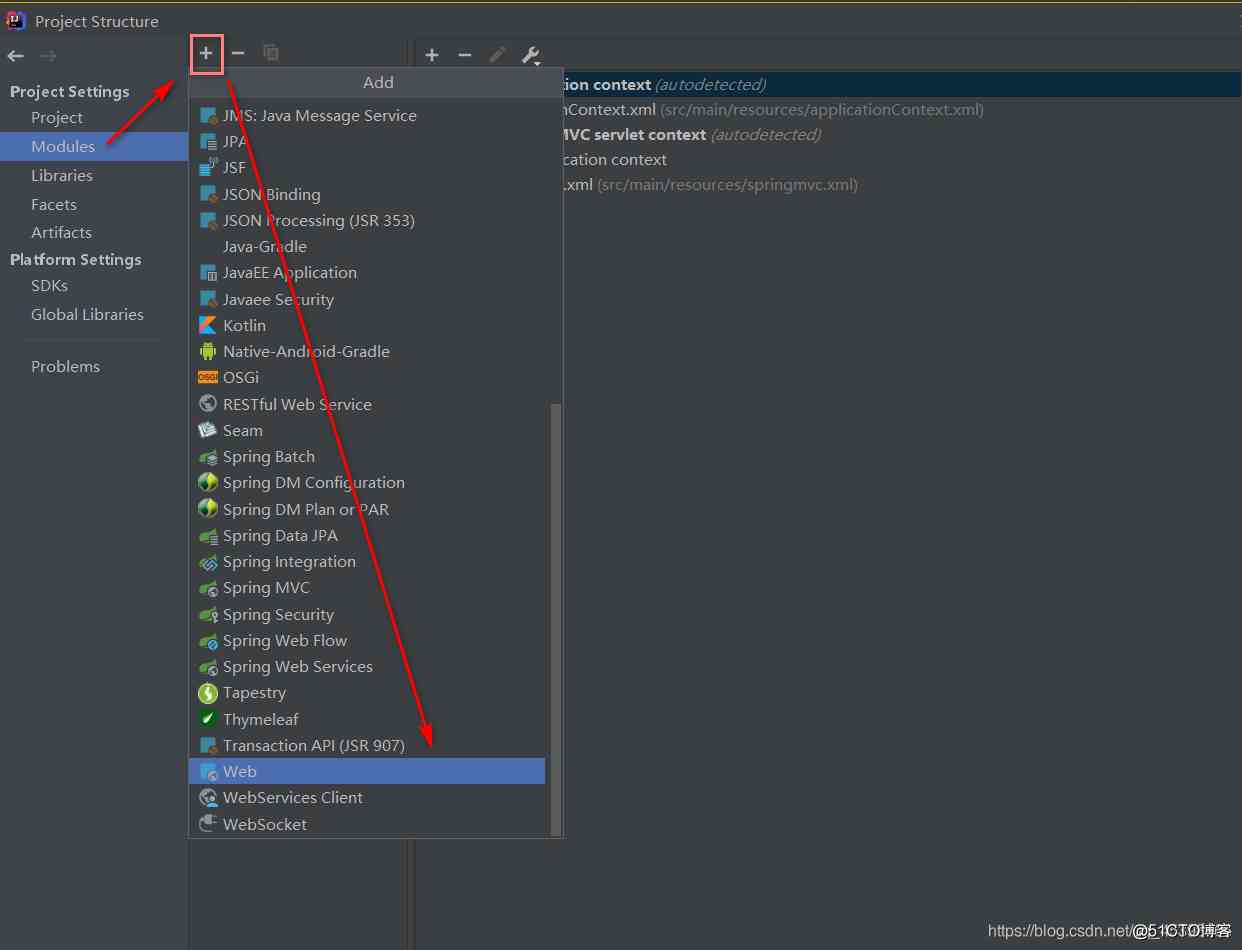 Project Structure
Project Settings
Project
Modules
Libraries
Facets
Artifacts
Platform Settings
SDKs
Global Libraries
Problems
Add
JMS: Java Message Service
JPA
JSF
JSON Binding
JSON Processing (JSR 353)
Java-Gradle
JavaEE Application
Javaee Security
Kotlin
Native-Android-Gradle
OSGi
RESTful Web Service
Seam
Spring Batch
Spring DM Configuration
Spring DM Plan or PAR
Spring Data JPA
Spring Integration
Spring MVC
Spring Security
Spring Web Flow
Spring Web Services
Tapestry
Thymeleaf
Transaction API (JSR 907)
Web
WebServices Client
WebSocket
tion context (autodetected)
nContext.xml (src/main/resources/applicationContext.xml)
MVC servlet context (autodetected)
cation context
.xml (src/main/resources/springmvc.xml)
https://blog.csdn.net/
@51CTO博客